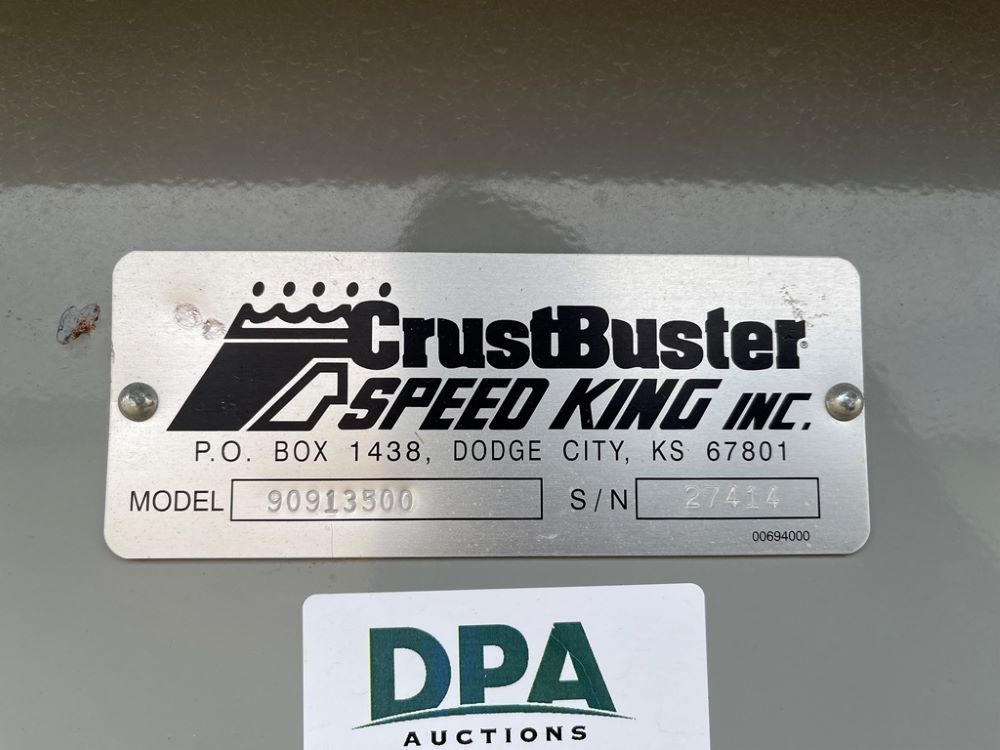 CrustBuster®
SPEED KING INC.
P.O. BOX 1438, DODGE CITY, KS 67801
MODEL 90913500 S/N 27414
00694000
DPA
AUCTIONS